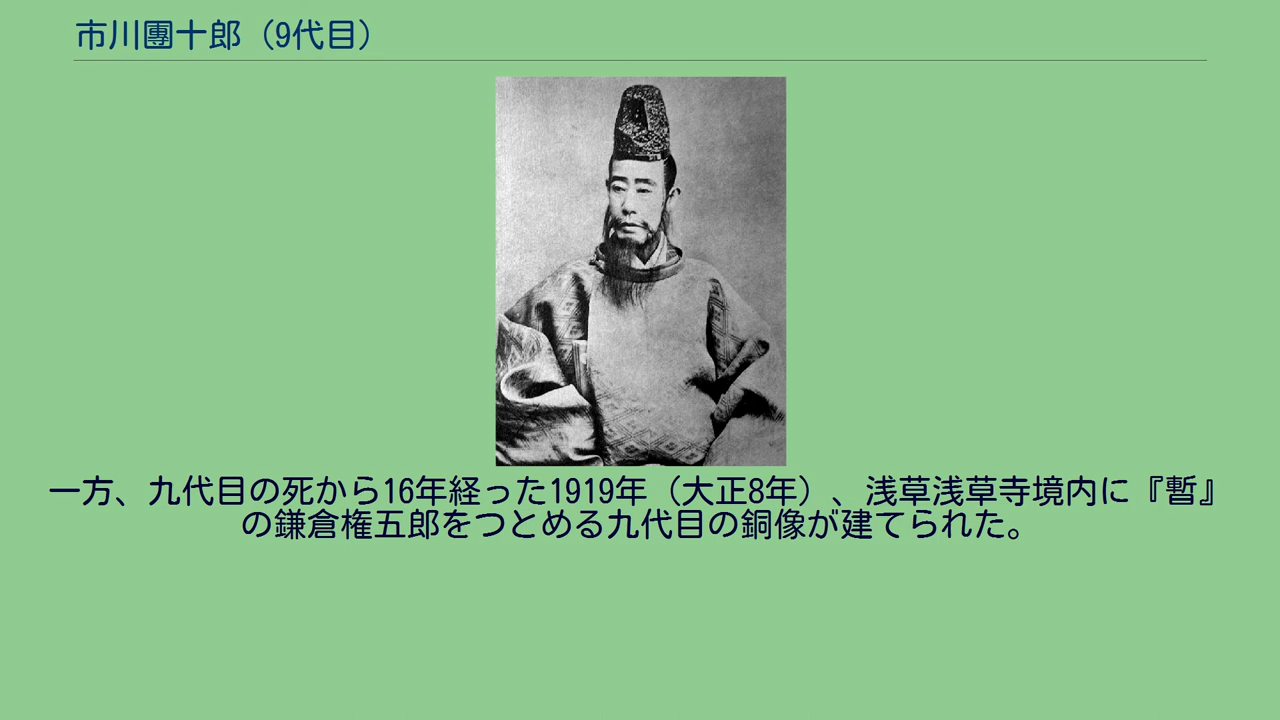 市川團十郎（9代目）
一方、九代目の死から16年経った1919年（大正8年）、浅草浅草寺境内に『暫』
の鎌倉権五郎をつとめる九代目の銅像が建てられた。